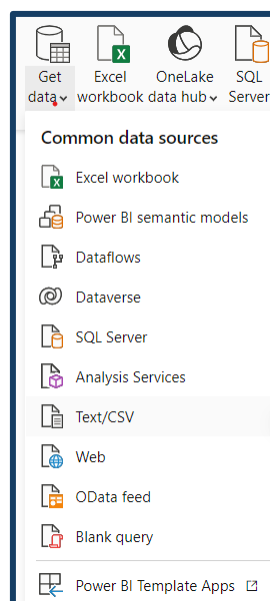 Get Excel OneLake SQL
data workbook data hub Server
Common data sources
Excel workbook
Power BI semantic models
Dataflows
Dataverse
SQL Server
Analysis Services
Text/CSV
Web
OData feed
Blank query
Power BI Template Apps